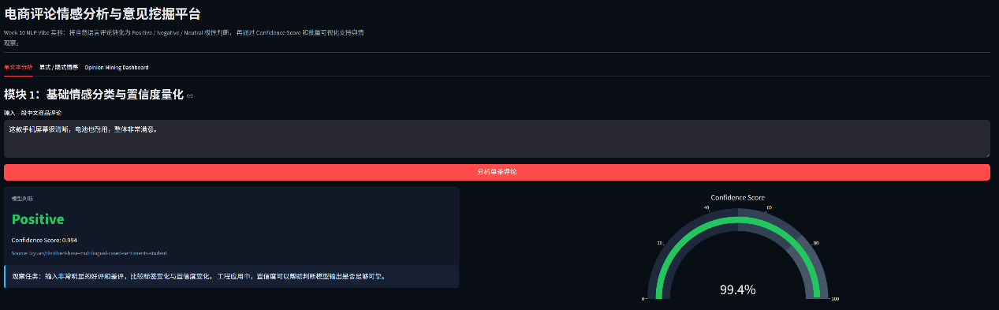 电商评论情感分析与意见挖掘平台
Week 10 NLP Vibe 实验：将自然语言评论转化为 Positive / Negative / Neutral 极性判断， 再通过 Confidence Score 和批量可视化支持舆情
观察。
单文本分析 显式 / 隐式情感 Opinion Mining Dashboard
模块 1：基础情感分类与置信度量化
输入一段中文商品评论
这款手机屏幕很清晰，电池也耐用，整体非常满意。
分析单条评论
模型判断
Positive
Confidence Score: 0.994
Source: lxyuan/distilbert-base-multilingual-cased-sentiments-student
观察任务：输入非常明显的好评和差评，比较标签变化与置信度变化。 工程应用中，置信度可以帮助判断模型输出是否足够可靠。
Confidence Score
40 60
20 80
99.4%
0 100